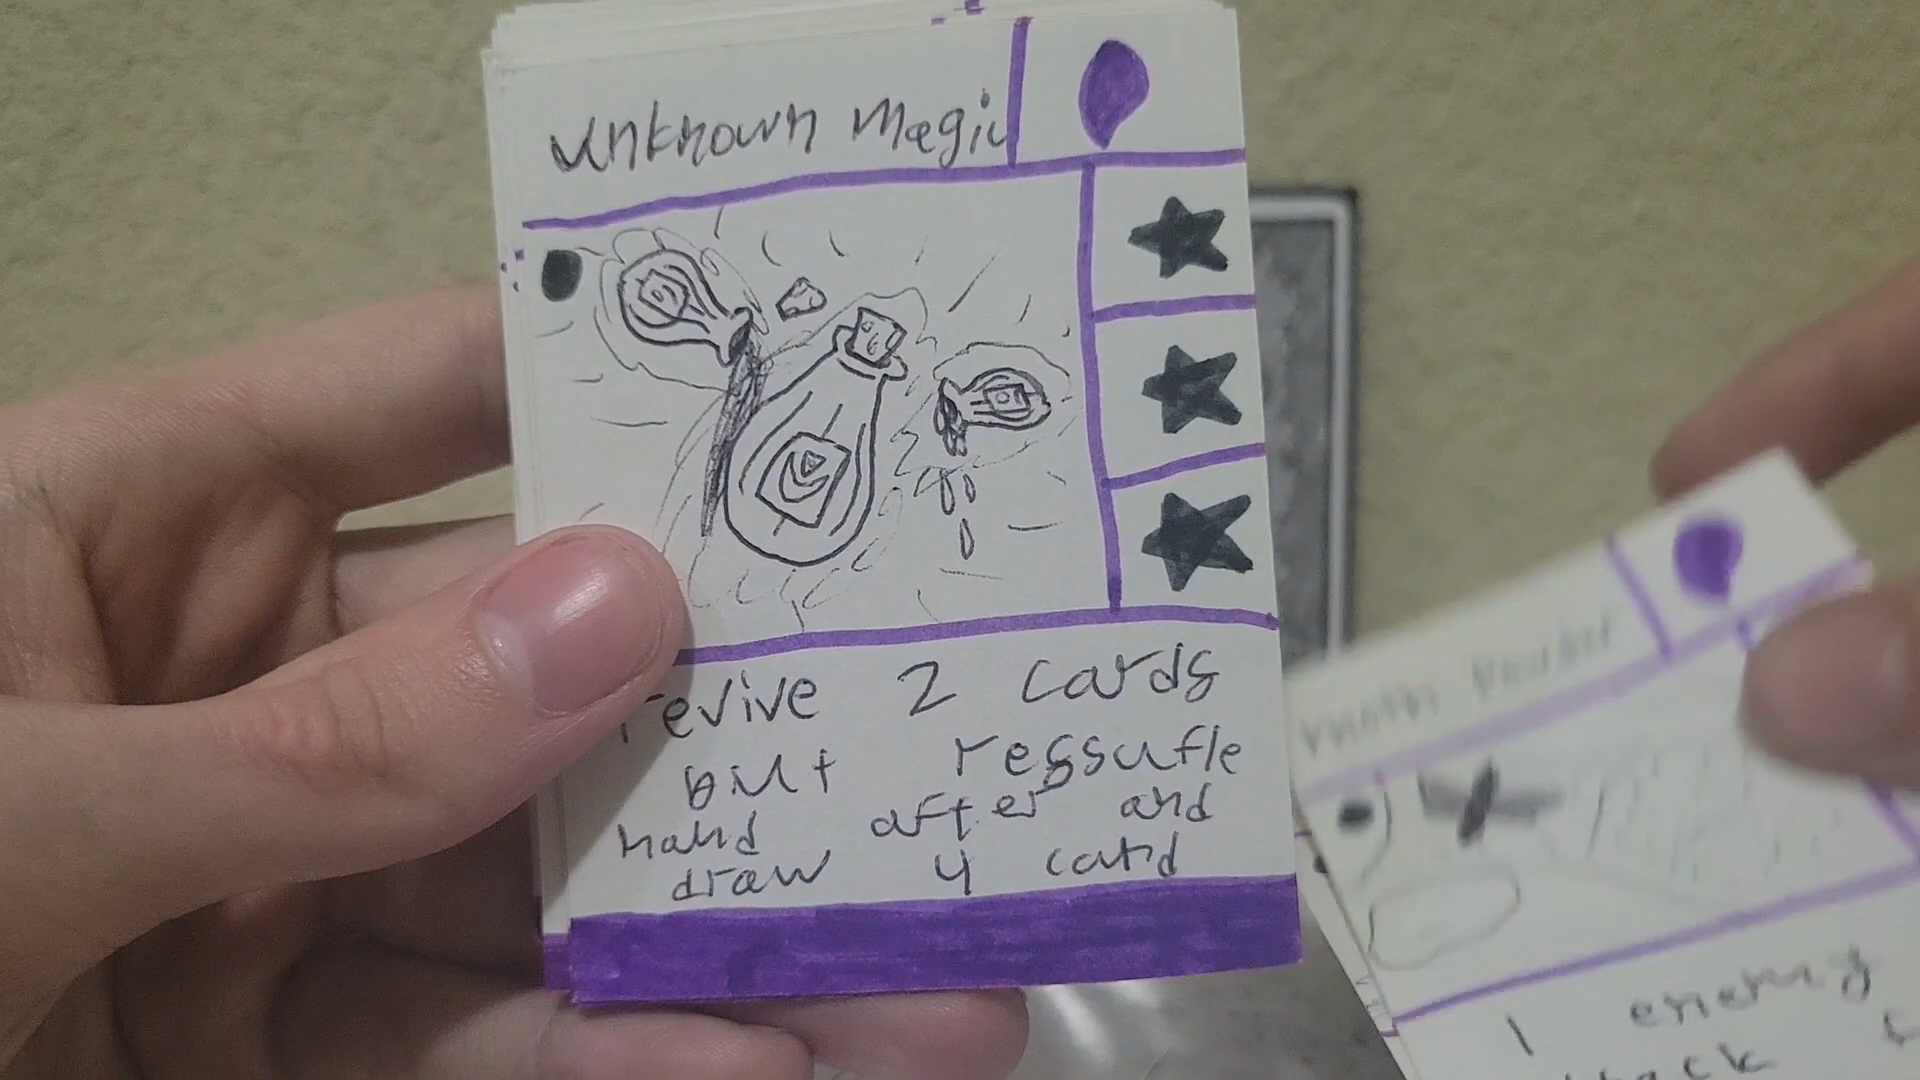 unknown magic
revive 2 cards
but ressufle
hand after and
draw 4 card
1 enemy